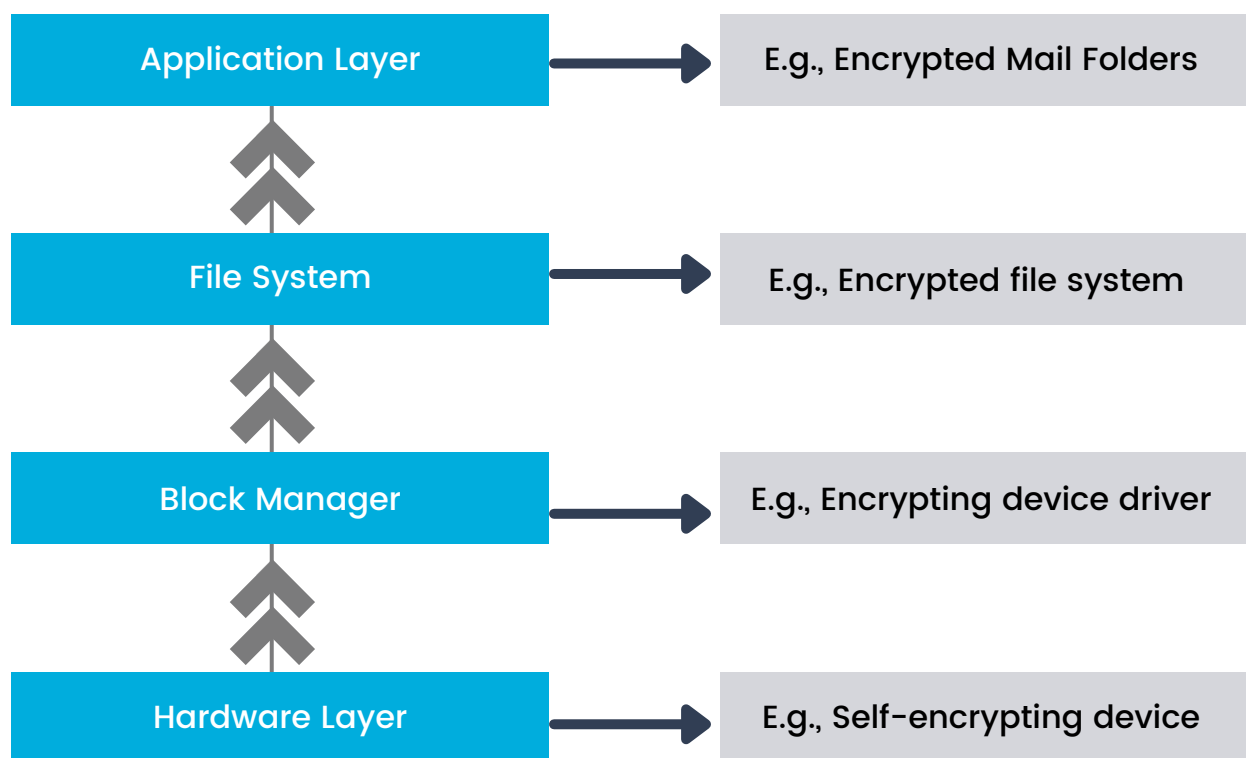 Application Layer
E.g., Encrypted Mail Folders
File System
E.g., Encrypted file system
Block Manager
E.g., Encrypting device driver
Hardware Layer
E.g., Self-encrypting device